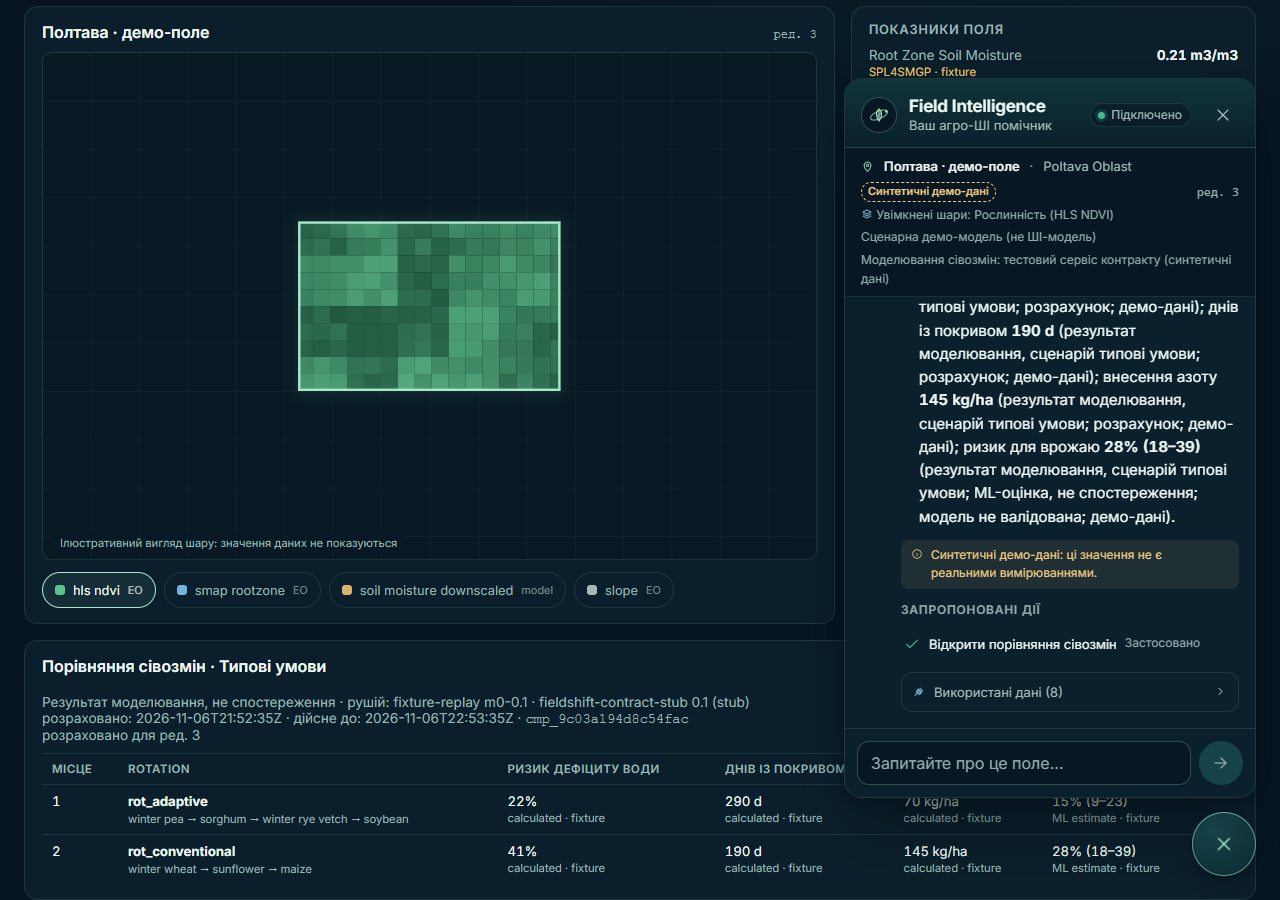 Полтава · демо-поле
ред. 3
Ілюстративний вигляд шару: значення даних не показуються
hls ndvi EO
smap rootzone EO
soil moisture downscaled model
slope EO
ПОКАЗНИКИ ПОЛЯ
Root Zone Soil Moisture
0.21 m3/m3
SPL4SMGP · fixture
Field Intelligence
Ваш агро-ШІ помічник
Підключено
Полтава · демо-поле · Poltava Oblast
Синтетичні демо-дані
ред. 3
Увімкнені шари: Рослинність (HLS NDVI)
Сценарна демо-модель (не ШІ-модель)
Моделювання сівозмін: тестовий сервіс контракту (синтетичні
дані)
типові умови; розрахунок; демо-дані); днів
із покривом 190 d (результат
моделювання, сценарій типові умови;
розрахунок; демо-дані); внесення азоту
145 kg/ha (результат моделювання,
сценарій типові умови; розрахунок; демо-
дані); ризик для врожаю 28% (18–39)
(результат моделювання, сценарій типові
умови; ML-оцінка, не спостереження;
модель не валідована; демо-дані).
Синтетичні демо-дані: ці значення не є
реальними вимірюваннями.
ЗАПРОПОНОВАНІ ДІЇ
Відкрити порівняння сівозмін Застосовано
Використані дані (8)
Запитайте про це поле...
Порівняння сівозмін · Типові умови
Результат моделювання, не спостереження · рушій: fixture-replay m0-0.1 · fieldshift-contract-stub 0.1 (stub)
розраховано: 2026-11-06T21:52:35Z · дійсне до: 2026-11-06T22:53:35Z · cmp_9c03a194d8c54fac
розраховано для ред. 3
МІСЦЕ ROTATION РИЗИК ДЕФІЦИТУ ВОДИ ДНІВ ІЗ ПОКРИВОМ
1 rot_adaptive 22% 290 d 70 kg/ha 15% (9–23)
winter pea → sorghum → winter rye vetch → soybean calculated · fixture calculated · fixture calculated · fixture ML estimate · fixture
2 rot_conventional 41% 190 d 145 kg/ha 28% (18–39)
winter wheat → sunflower → maize calculated · fixture calculated · fixture calculated · fixture ML estimate · fixture